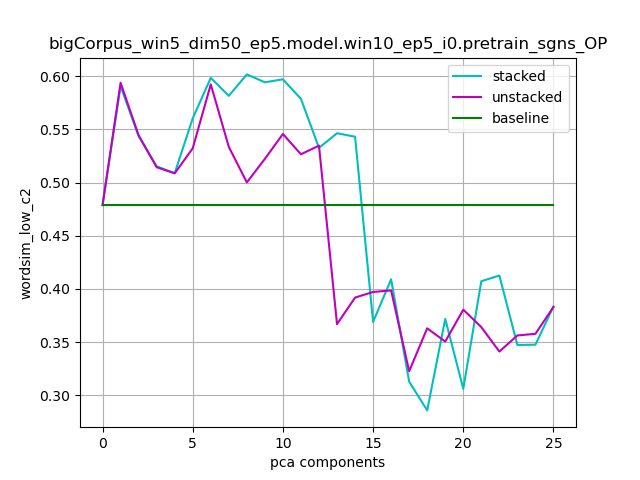 bigCorpus_win5_dim50_ep5.model.win10_ep5_i0.pretrain_sgns_OP
stacked
unstacked
baseline
0.60
0.55
0.50
0.45
0.40
0.35
0.30
wordsim_low_c2
0 5 10 15 20 25
pca components